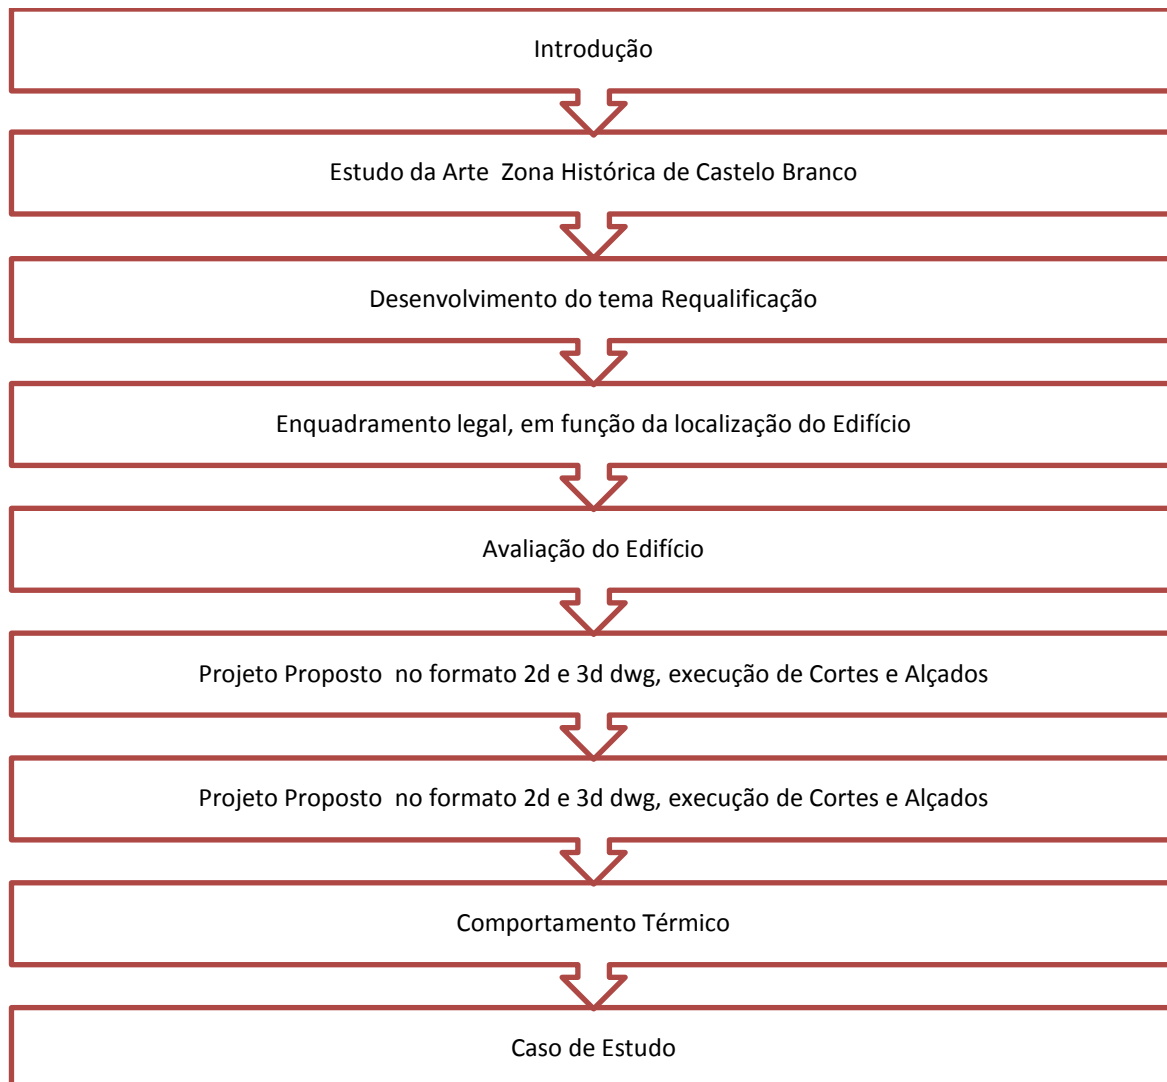 Introdução
Estudo da Arte  Zona Histórica de Castelo Branco
Desenvolvimento do tema Requalificação
Enquadramento legal, em função da localização do Edifício
Avaliação do Edifício
Projeto Proposto  no formato 2d e 3d dwg, execução de Cortes e Alçados
Projeto Proposto  no formato 2d e 3d dwg, execução de Cortes e Alçados
Comportamento Térmico
Caso de Estudo